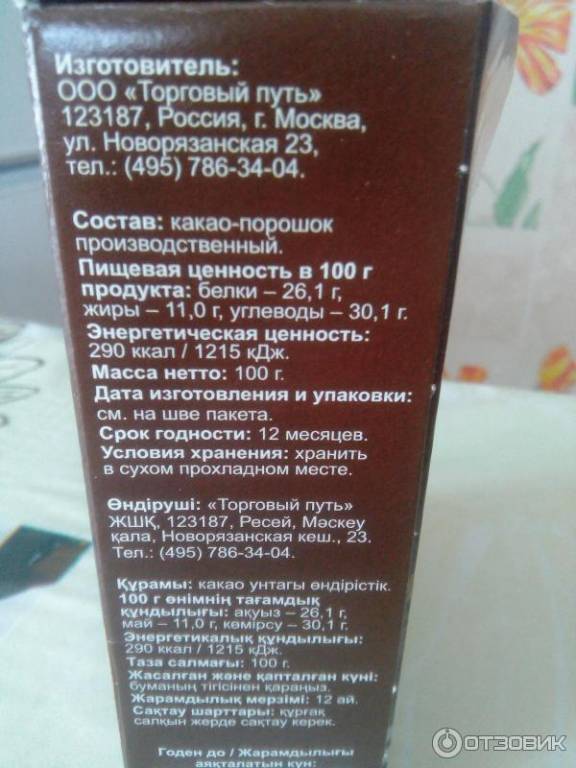 Изготовитель:
ООО «Торговый путь»
123187, Россия, г. Москва,
ул. Новорязанская 23,
тел.: (495) 786-34-04.
Состав: какао-порошок
производственный.
Пищевая ценность в 100 г
продукта: белки – 26,1 г,
жиры – 11,0 г, углеводы – 30,1 г.
Энергетическая ценность:
290 ккал / 1215 кДж.
Масса нетто: 100 г.
Дата изготовления и упаковки:
см. на шве пакета.
Срок годности: 12 месяцев.
Условия хранения: хранить
в сухом прохладном месте.
Өндіруші: «Торговый путь»
ЖШҚ, 123187, Ресей, Мәскеу
қала, Новорязанская кеш., 23.
Тел.: (495) 786-34-04.
Құрамы: какао унтагы өндірістік.
100 г өнімнің тағамдық
құндылығы: ақуыз – 26,1 г,
май – 11,0 г, көмірсу – 30,1 г.
Энергетикалық құндылығы:
290 ккал / 1215 кДж.
Таза салмағы: 100 г.
Жасалған және қапталған күні:
буманың тігісінен қараңыз.
Жарамдылық мерзімі: 12 ай.
Сақтау шарттары: құрғақ
салқын жерде сақтау керек.
Годен до / Жарамдылығы
аяқталатын күн:
ОТЗОВИК